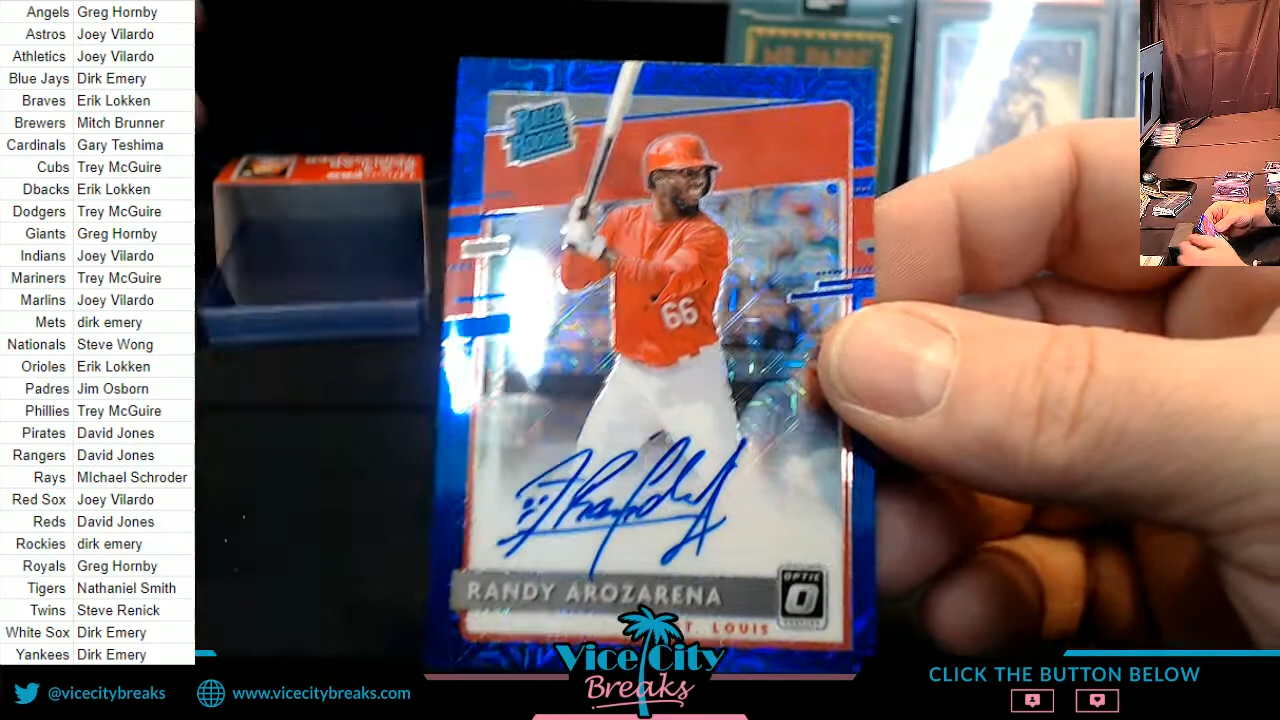 Angels Greg Hornby
Astros Joey Vilardo
Athletics Joey Vilardo
Blue Jays Dirk Emery
Braves Erik Lokken
Brewers Mitch Brunner
Cardinals Gary Teshima
Cubs Trey McGuire
Dbacks Erik Lokken
Dodgers Trey McGuire
Giants Greg Hornby
Indians Joey Vilardo
Mariners Trey McGuire
Marlins Joey Vilardo
Mets dirk emery
Nationals Steve Wong
Orioles Erik Lokken
Padres Jim Osborn
Phillies Trey McGuire
Pirates David Jones
Rangers David Jones
Rays MIchael Schroder
Red Sox Joey Vilardo
Reds David Jones
Rockies dirk emery
Royals Greg Hornby
Tigers Nathaniel Smith
Twins Steve Renick
White Sox Dirk Emery
Yankees Dirk Emery
RATED
ROOKIE
66
RANDY AROZARENA
OPTIC
LOUIS
Vice City
Breaks
@vicecitybreaks
www.vicecitybreaks.com
CLICK THE BUTTON BELOW